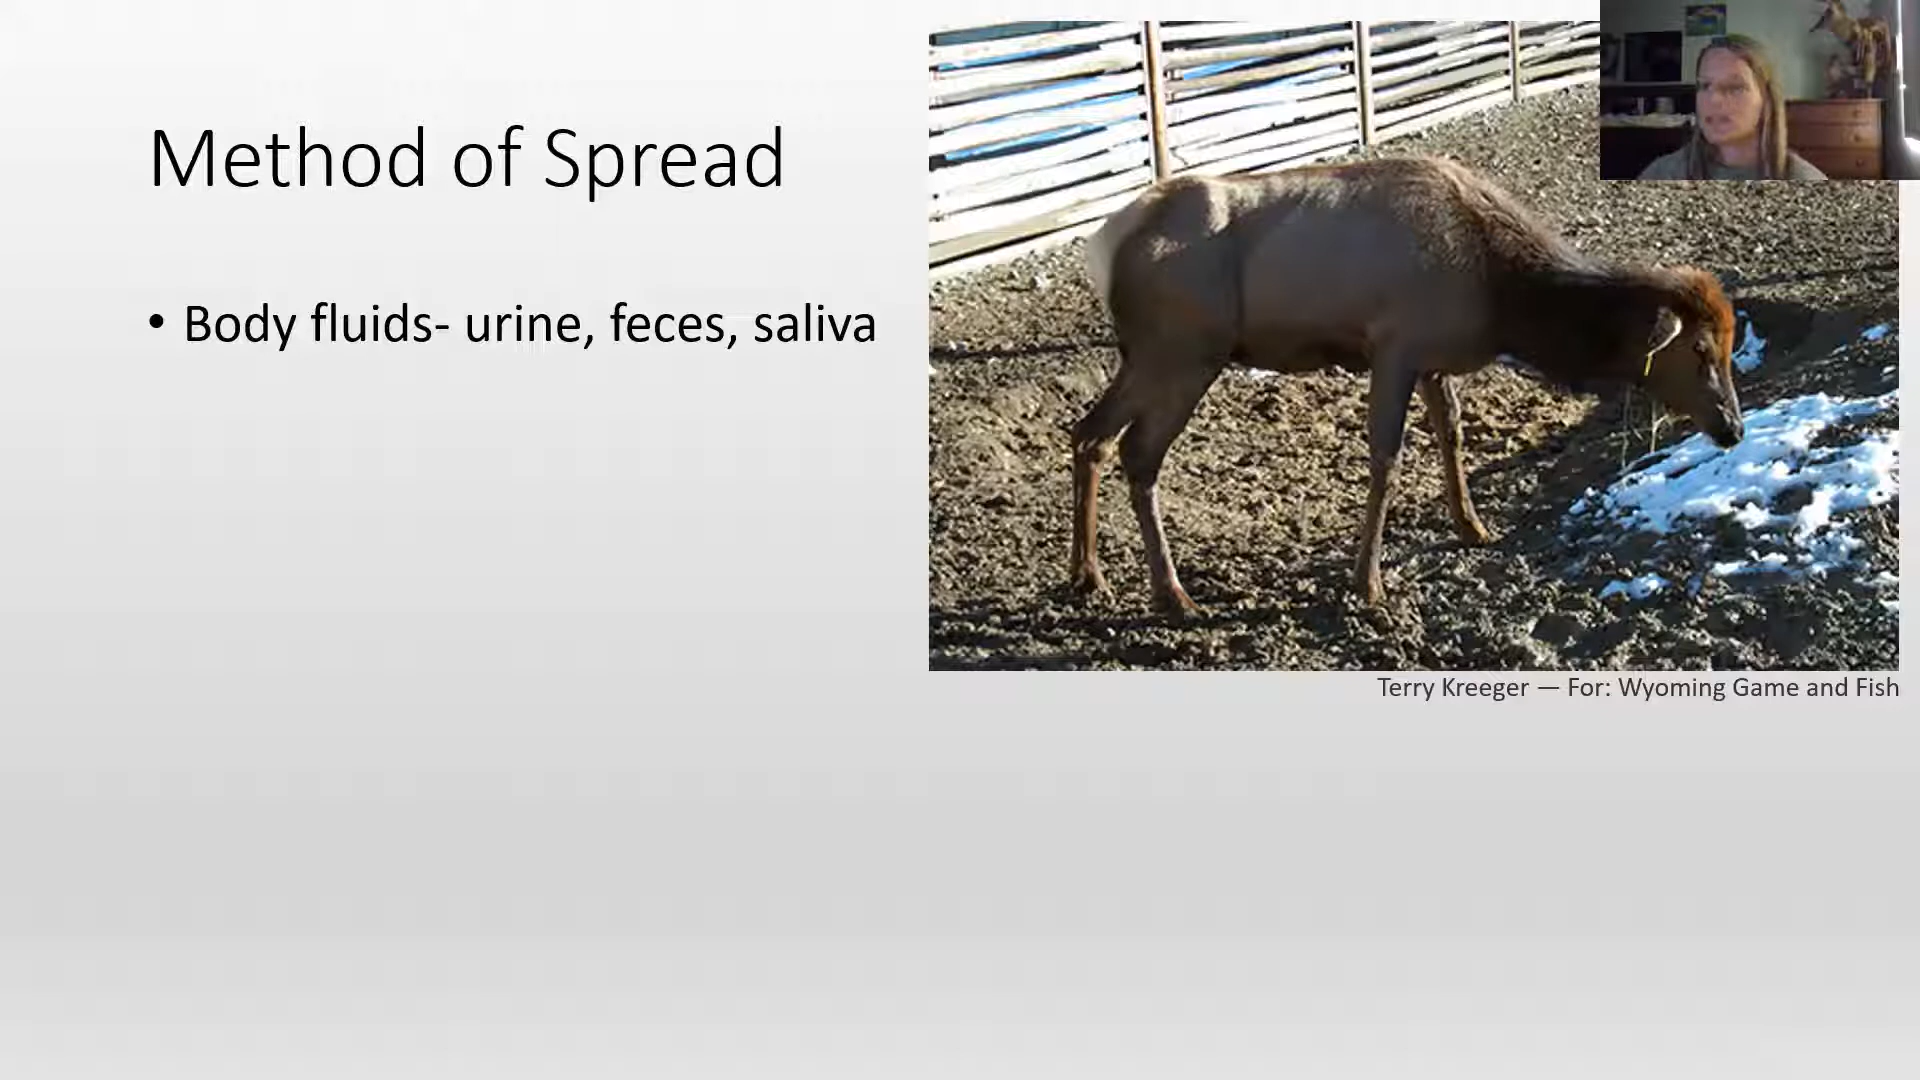 Method of Spread
• Body fluids- urine, feces, saliva
Terry Kreeger — For: Wyoming Game and Fish